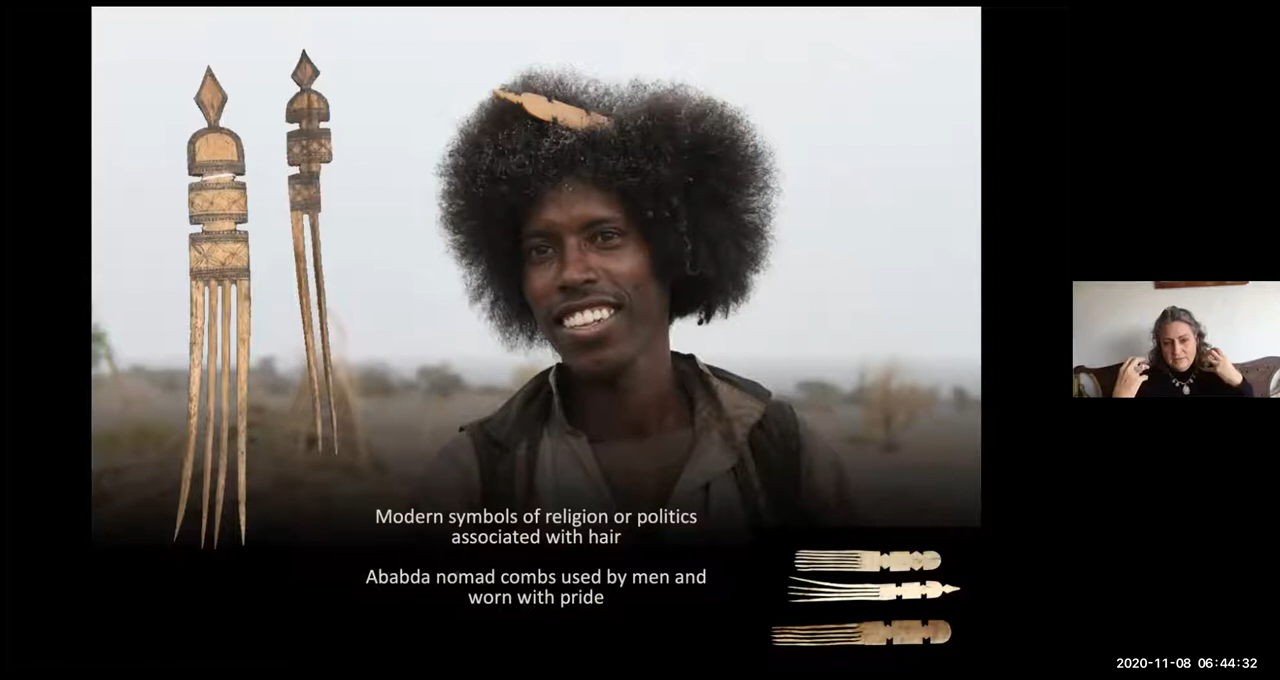 Modern symbols of religion or politics
associated with hair
Ababda nomad combs used by men and
worn with pride
2020-11-08 06:44:32